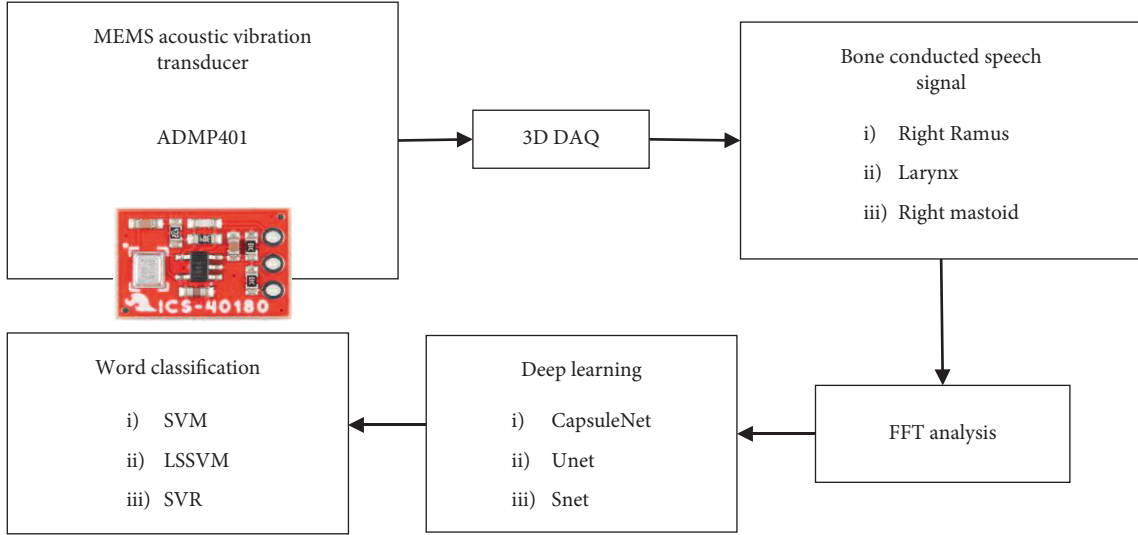 MEMS acoustic vibration
transducer
ADMP401
ICS-40180
3D DAQ
Bone conducted speech
signal
i) Right Ramus
ii) Larynx
iii) Right mastoid
FFT analysis
Deep learning
i) CapsuleNet
ii) Unet
iii) Snet
Word classification
i) SVM
ii) LSSVM
iii) SVR